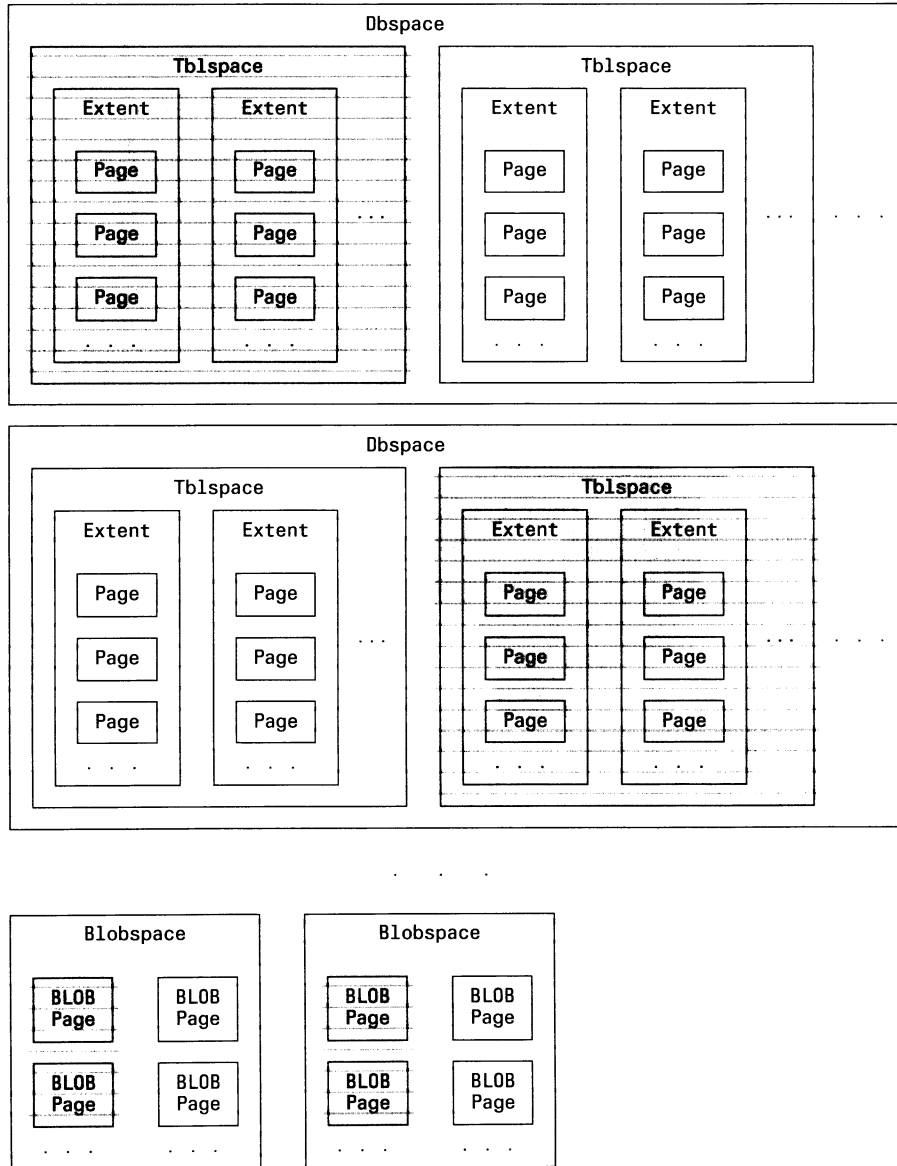 Dbspace
Tblspace Tblspace
Extent Extent Extent Extent
Page Page Page Page
... ... . . .
Page Page Page Page
Page Page Page Page
. . . . . . . . . . . .
Dbspace
Tblspace Tblspace
Extent Extent Extent Extent
Page Page Page Page
... ... . . .
Page Page Page Page
Page Page Page Page
. . . . . . . . . . . .
. . .
Blobspace Blobspace
BLOB BLOB BLOB BLOB
Page Page Page Page
BLOB BLOB BLOB BLOB
Page Page Page Page
. . . . . . . . . . . .